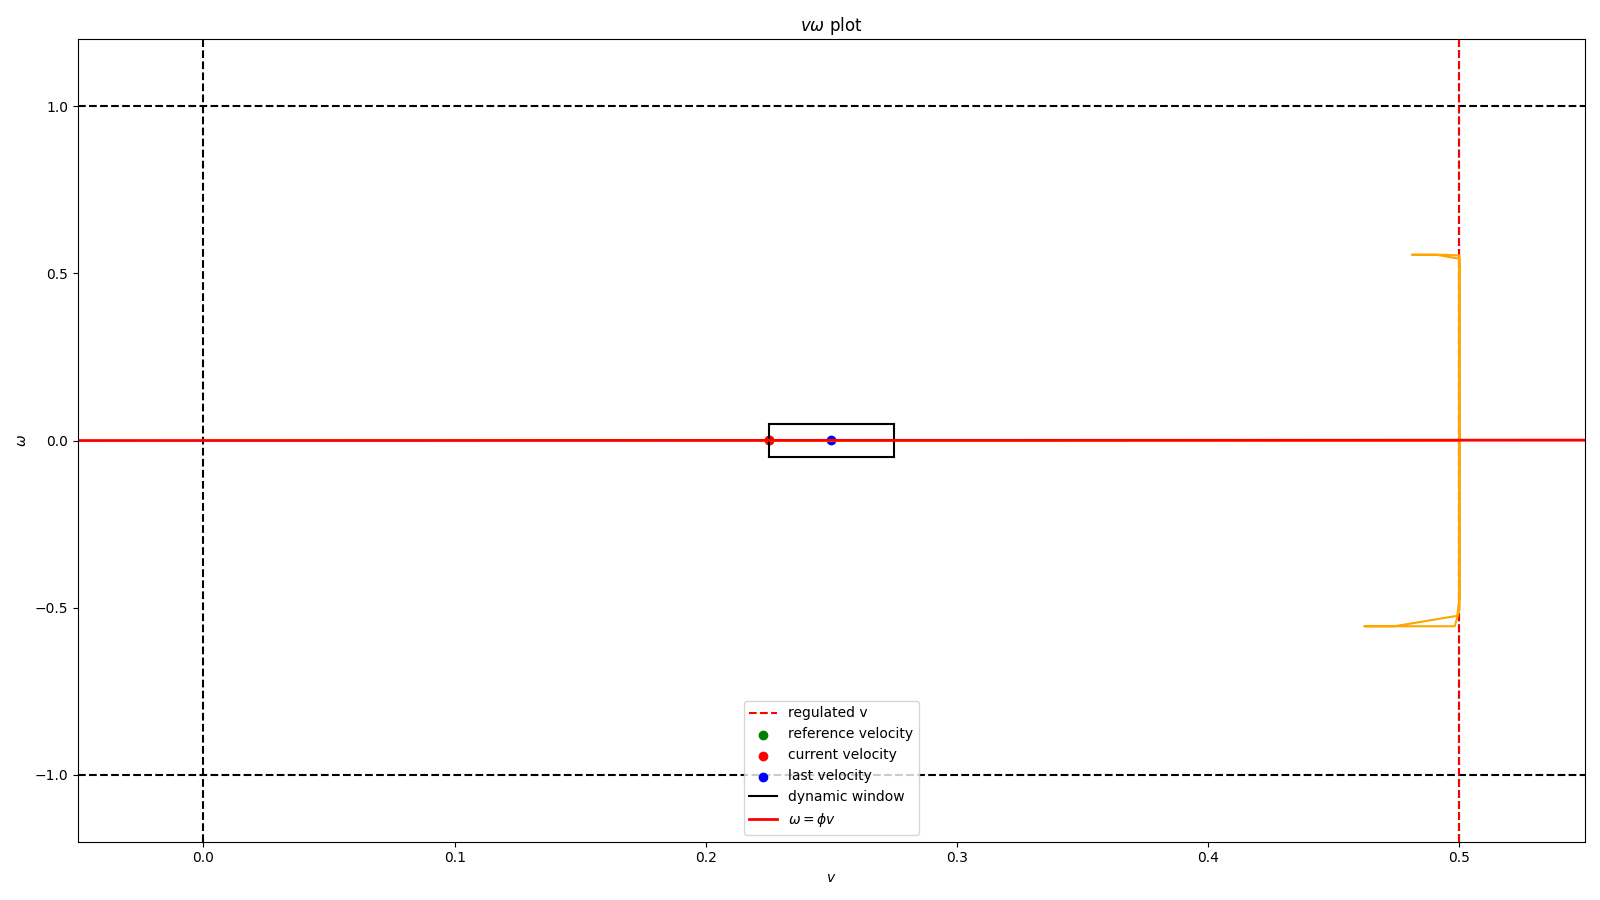 vω plot
1.0
0.5
0.0
−0.5
−1.0
ω
regulated v
reference velocity
current velocity
last velocity
dynamic window
ω = ϕv
0.0 0.1 0.2 0.3 0.4 0.5
v